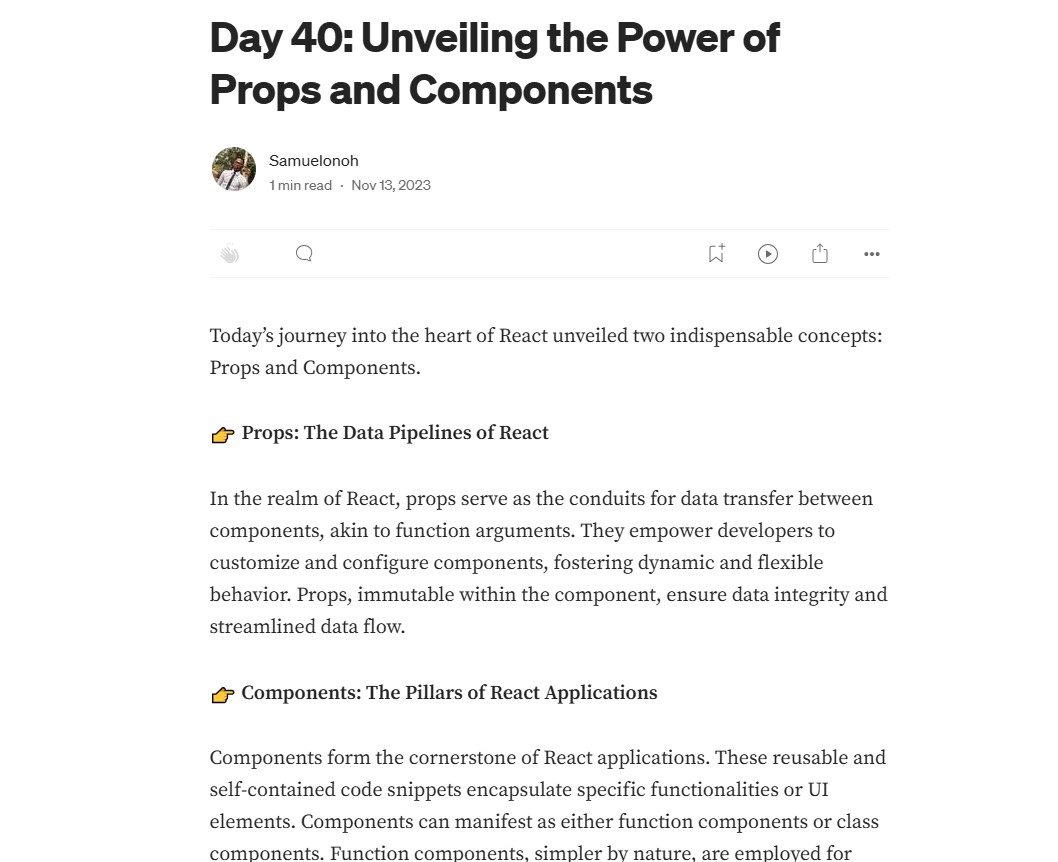 Day 40: Unveiling the Power of
Props and Components
Samuelonoh
1 min read · Nov 13, 2023
Today’s journey into the heart of React unveiled two indispensable concepts:
Props and Components.
👉 Props: The Data Pipelines of React
In the realm of React, props serve as the conduits for data transfer between
components, akin to function arguments. They empower developers to
customize and configure components, fostering dynamic and flexible
behavior. Props, immutable within the component, ensure data integrity and
streamlined data flow.
👉 Components: The Pillars of React Applications
Components form the cornerstone of React applications. These reusable and
self-contained code snippets encapsulate specific functionalities or UI
elements. Components can manifest as either function components or class
components. Function components, simpler by nature, are employed for